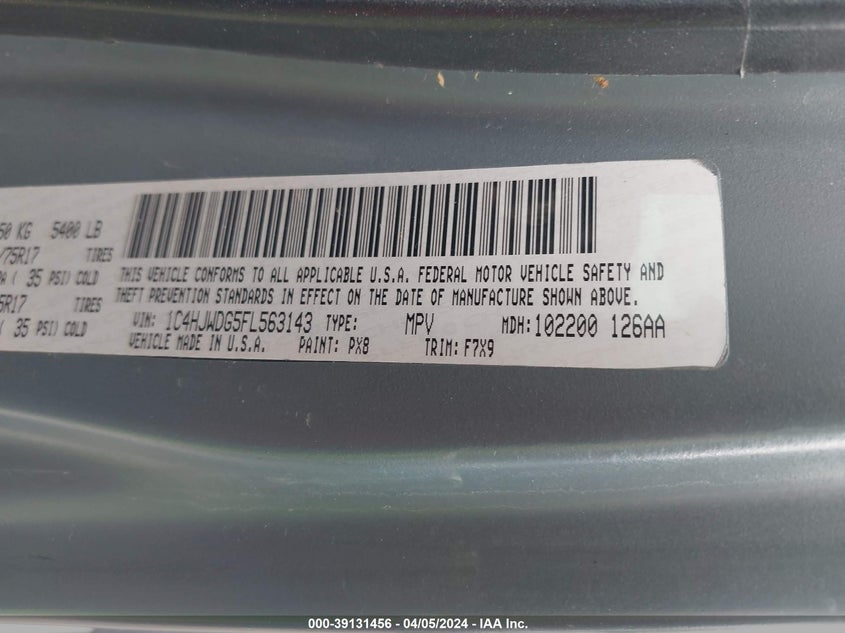 50 KG 5400 LB
/75R17 TIRES
PA ( 35 PSI) COLD
5R17 TIRES
( 35 PSI) COLD
THIS VEHICLE CONFORMS TO ALL APPLICABLE U.S.A. FEDERAL MOTOR VEHICLE SAFETY AND
THEFT PREVENTION STANDARDS IN EFFECT ON THE DATE OF MANUFACTURE SHOWN ABOVE.
VIN: 1C4HJWDG5FL563143 TYPE: MPV MDH: 102200 126AA
VEHICLE MADE IN U.S.A. PAINT: PX8 TRIM: F7X9
000-39131456 - 04/05/2024 - IAA Inc.